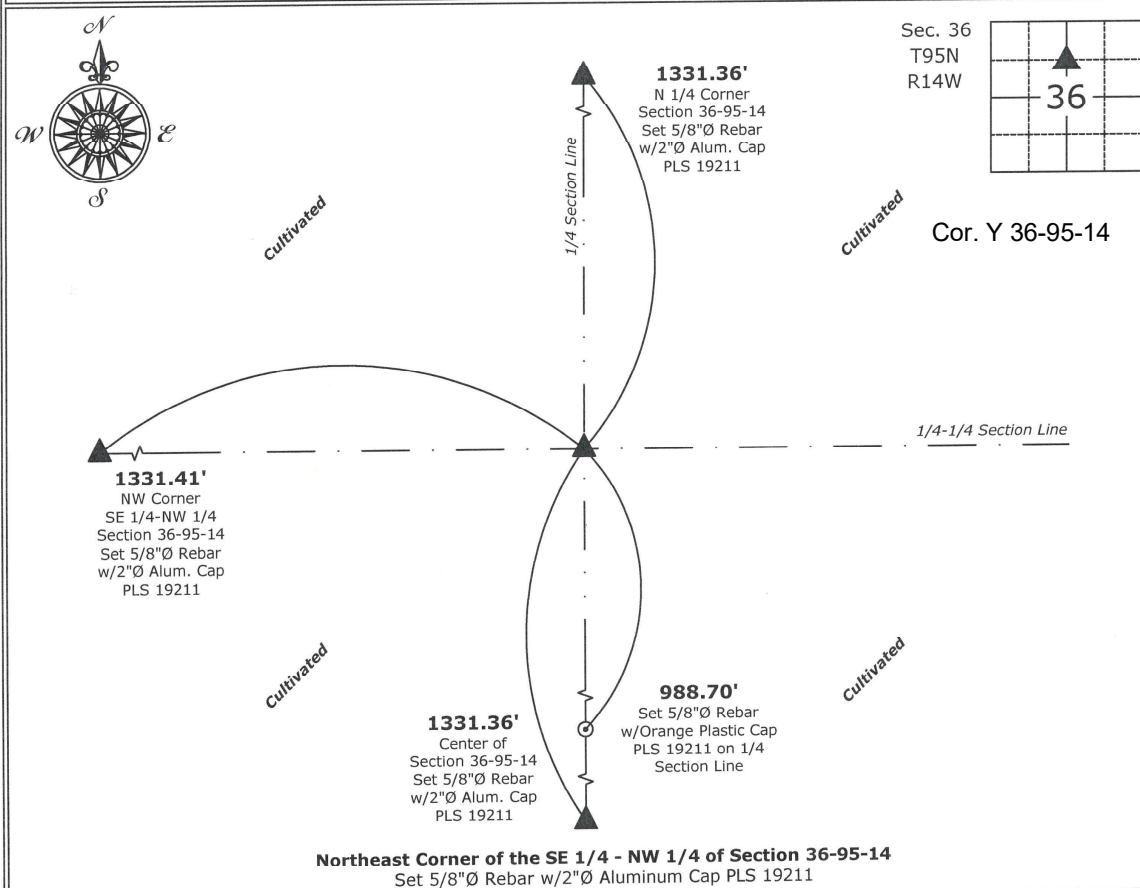 N
W
E
S
Sec. 36
T95N
R14W
36
Cor. Y 36-95-14
1331.36'
N 1/4 Corner
Section 36-95-14
Set 5/8"Ø Rebar
w/2"Ø Alum. Cap
PLS 19211
1/4 Section Line
Cultivated
Cultivated
1/4-1/4 Section Line
1331.41'
NW Corner
SE 1/4-NW 1/4
Section 36-95-14
Set 5/8"Ø Rebar
w/2"Ø Alum. Cap
PLS 19211
Cultivated
Cultivated
1331.36'
Center of
Section 36-95-14
Set 5/8"Ø Rebar
w/2"Ø Alum. Cap
PLS 19211
988.70'
Set 5/8"Ø Rebar
w/Orange Plastic Cap
PLS 19211 on 1/4
Section Line
Northeast Corner of the SE 1/4 - NW 1/4 of Section 36-95-14
Set 5/8"Ø Rebar w/2"Ø Aluminum Cap PLS 19211